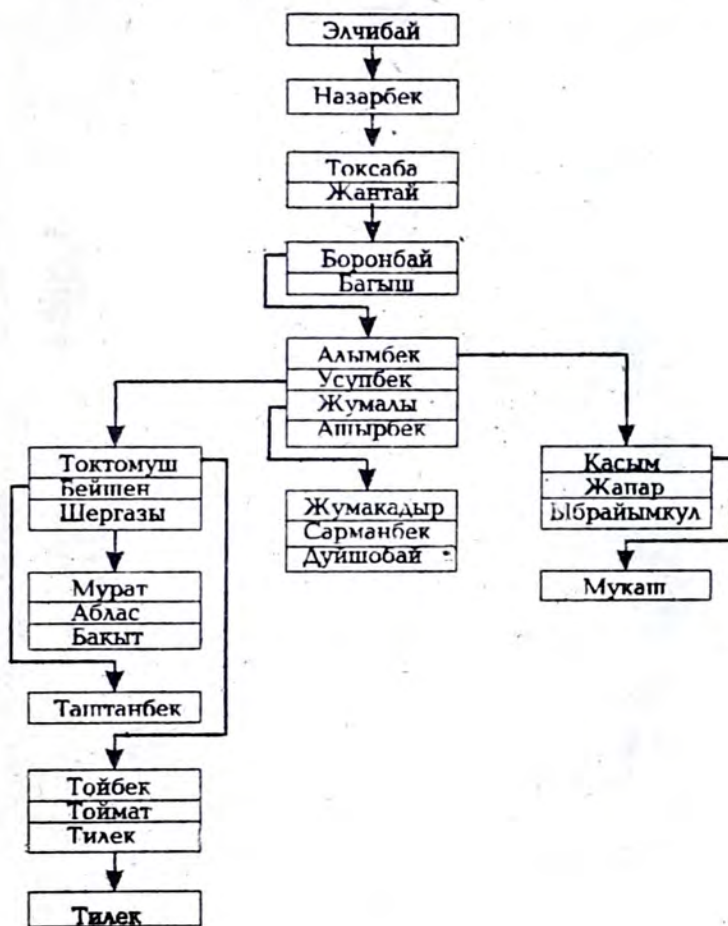 Элчибай
Назарбек
Токсаба
Жантай
Боронбай
Багыш
Алымбек
Усупбек
Жумалы
Ашырбек
Токтомуш
Бейшен
Шергазы
Жумакадыр
Сарманбек
Дуйшобай
Касым
Жапар
Ыбрайымкул
Мурат
Аблас
Бакыт
Мукаш
Таштанбек
Тойбек
Тоймат
Тилек
Тилек